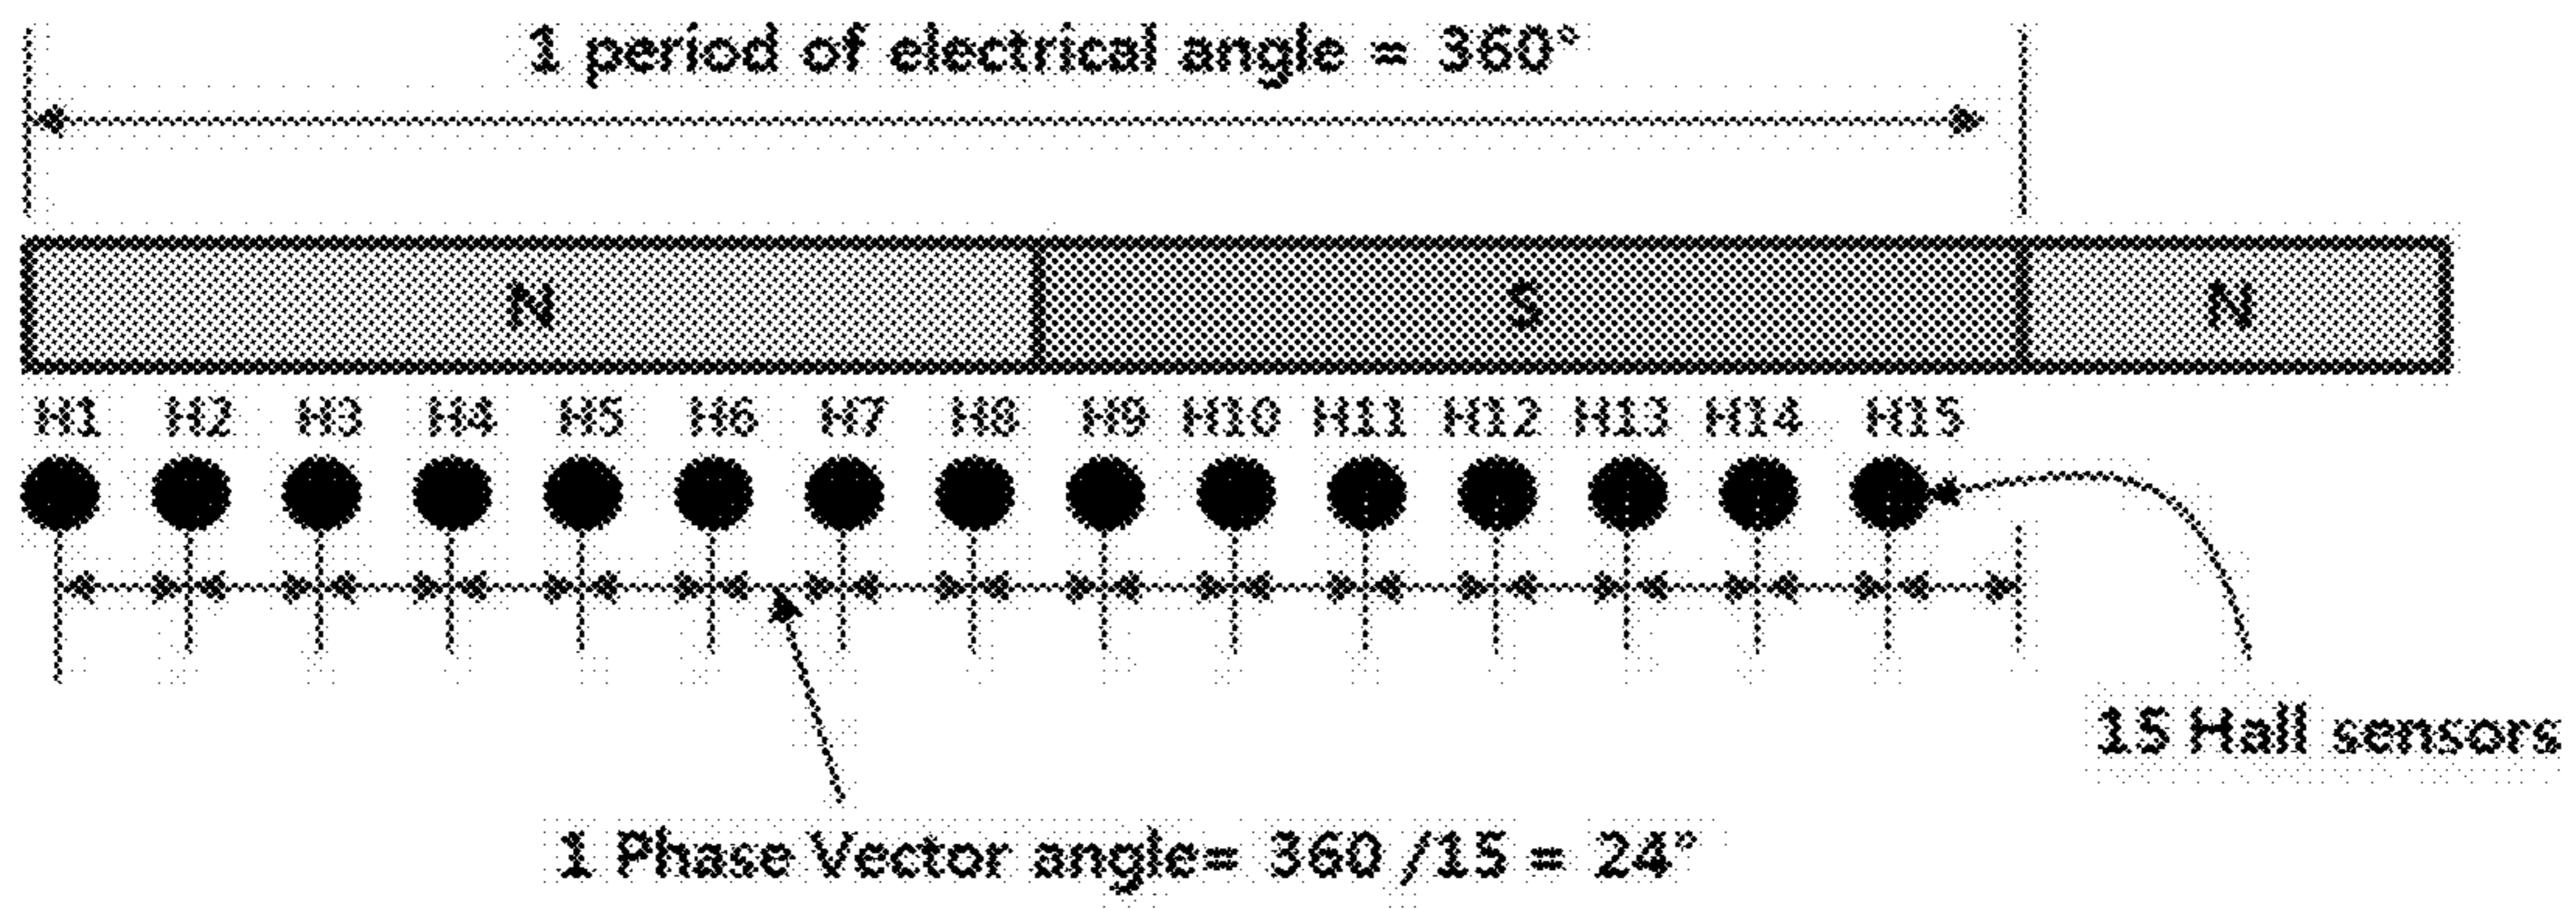 1 period of electrical angle = 360°
N S N
H1 H2 H3 H4 H5 H6 H7 H8 H9 H10 H11 H12 H13 H14 H15
15 Hall sensors
1 Phase Vector angle= 360 /15 = 24°